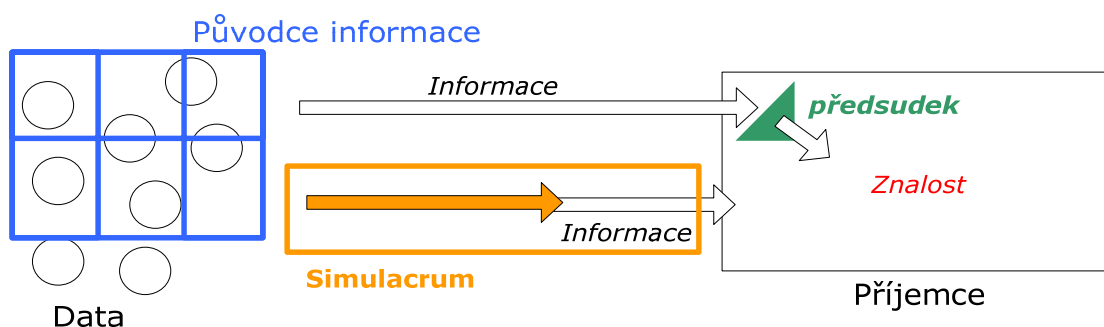 Původce informace
Informace
předsudek
Znalost
Informace
Simulacrum
Příjemce
Data